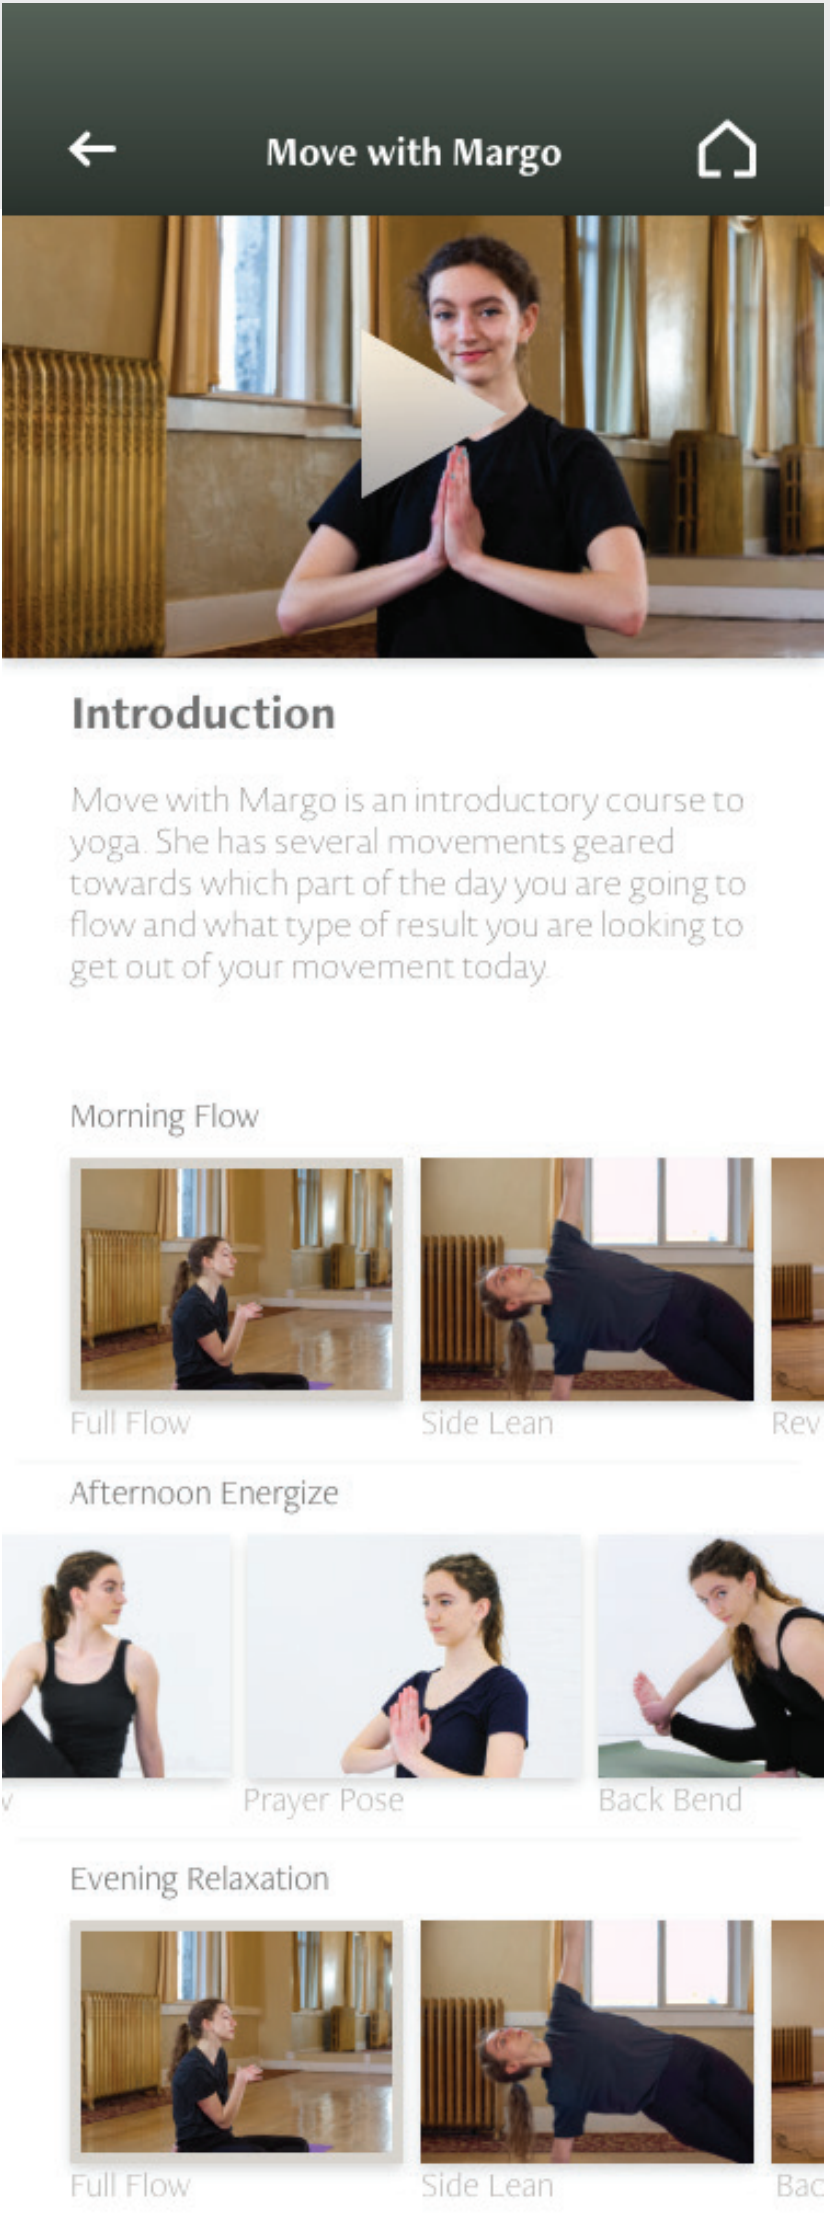 Move with Margo
Introduction
Move with Margo is an introductory course to
yoga. She has several movements geared
towards which part of the day you are going to
flow and what type of result you are looking to
get out of your movement today.
Morning Flow
Full Flow
Side Lean
Rev
Afternoon Energize
Prayer Pose
Back Bend
Evening Relaxation
Full Flow
Side Lean
Bac